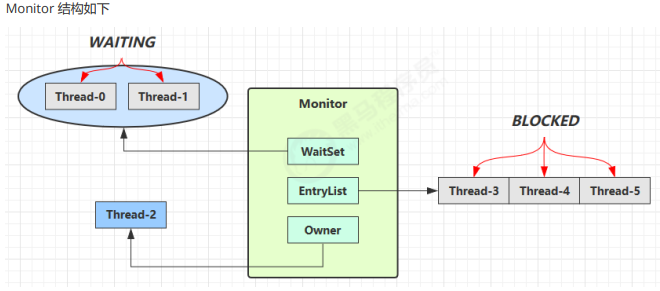 Monitor 结构如下
WAITING
Thread-0
Thread-1
Monitor
WaitSet
EntryList
Owner
Thread-2
BLOCKED
Thread-3
Thread-4
Thread-5